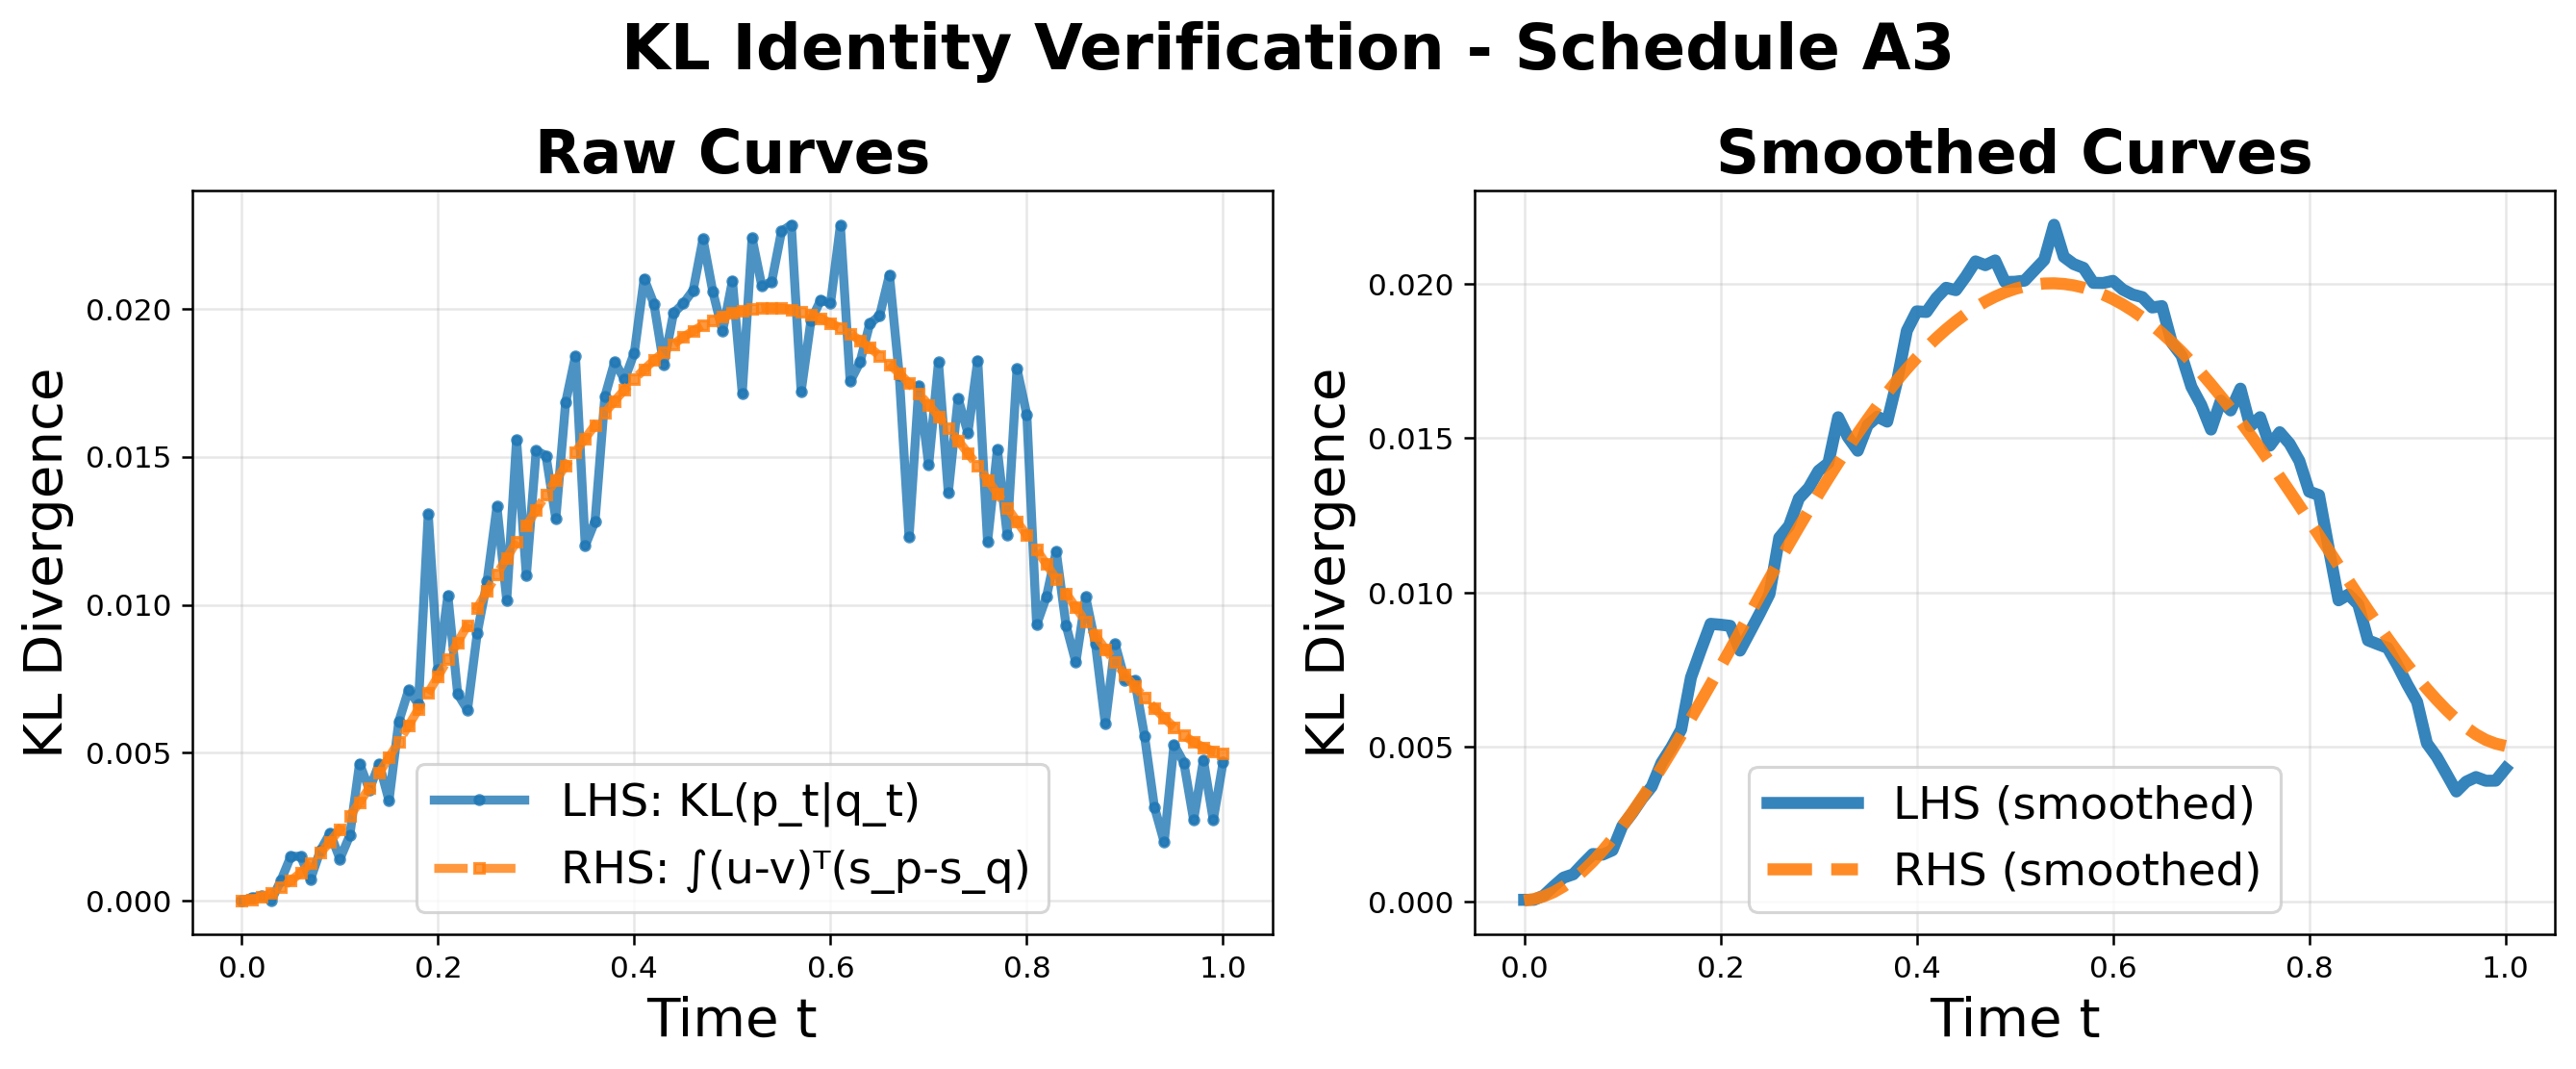 KL Identity Verification - Schedule A3
Raw Curves
KL Divergence
0.020
0.015
0.010
0.005
0.000
LHS: KL(p_t|q_t)
RHS: ∫(u-v)ᵀ(s_p-s_q)
0.0 0.2 0.4 0.6 0.8 1.0
Time t
Smoothed Curves
KL Divergence
0.020
0.015
0.010
0.005
0.000
LHS (smoothed)
RHS (smoothed)
0.0 0.2 0.4 0.6 0.8 1.0
Time t